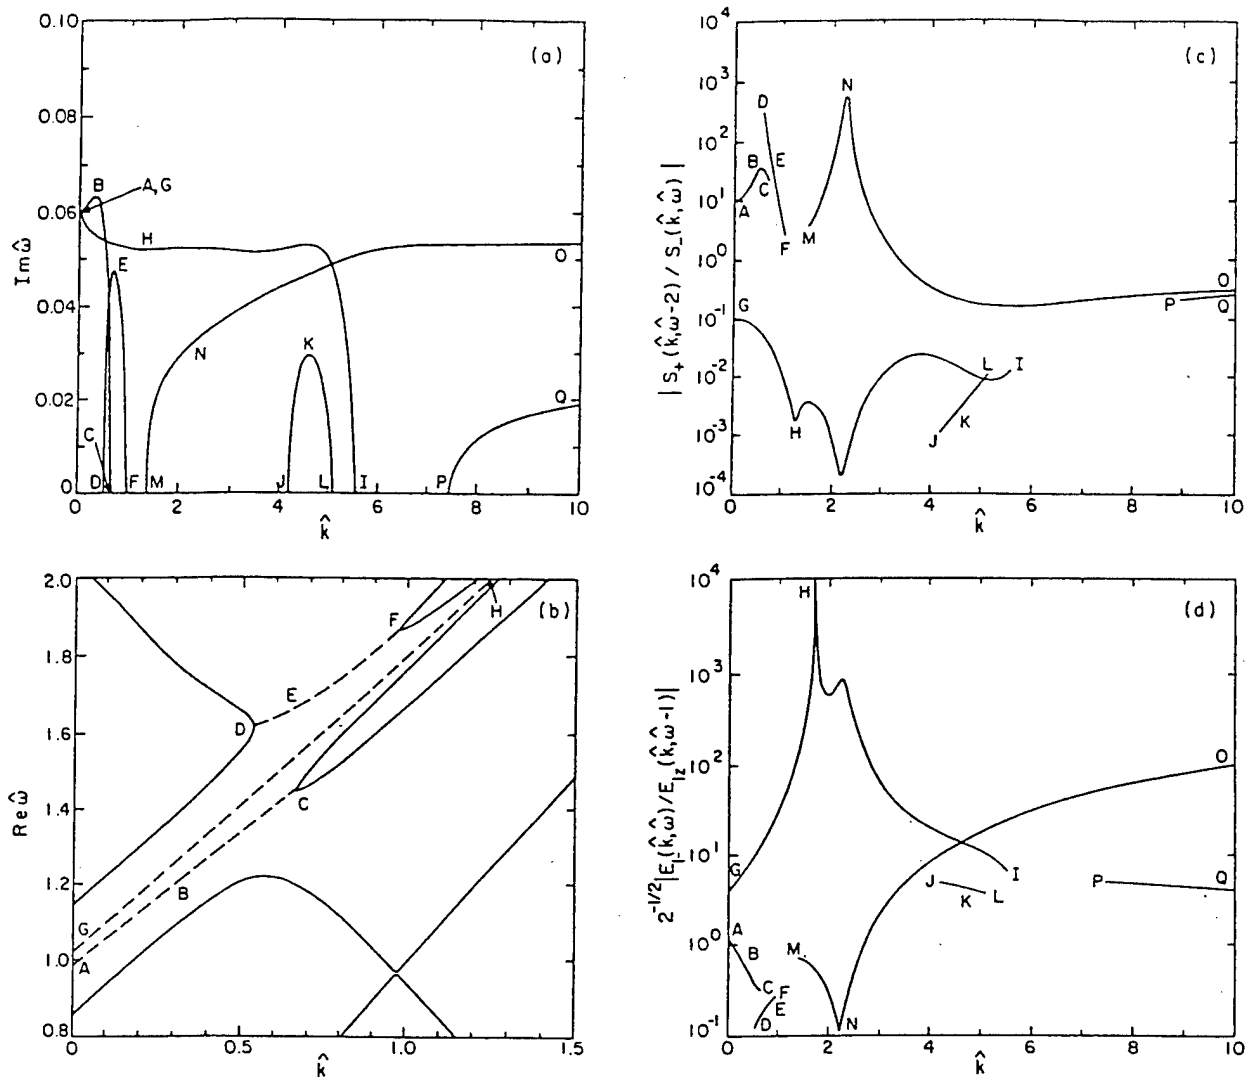 (a)
0.10
0.08
0.06
0.04
0.02
0
Im ω̂
B
A,G
H
E
C
D
F
M
N
K
J
L
I
P
O
Q
0 2 4 6 8 10
k̂
(c)
10⁴
10³
10²
10¹
10⁰
10⁻¹
10⁻²
10⁻³
10⁻⁴
| S₊(k̂,ω̂-2) / S₋(k̂,ω̂) |
D
N
B
E
C
A
F
M
G
O
P
Q
L
I
K
J
H
0 2 4 6 8 10
k̂
(b)
2.0
1.8
1.6
1.4
1.2
1.0
0.8
Re ω̂
F
H
E
D
C
B
G
A
0 0.5 1.0 1.5
k̂
(d)
10⁴
10³
10²
10¹
10⁰
10⁻¹
2⁻¹/² |E₁₋(k̂,ω̂)/E₁z(k̂,ω̂-1)|
H
O
G
I
J
K
L
P
Q
A
B
M
C
F
E
D
N
0 2 4 6 8 10
k̂